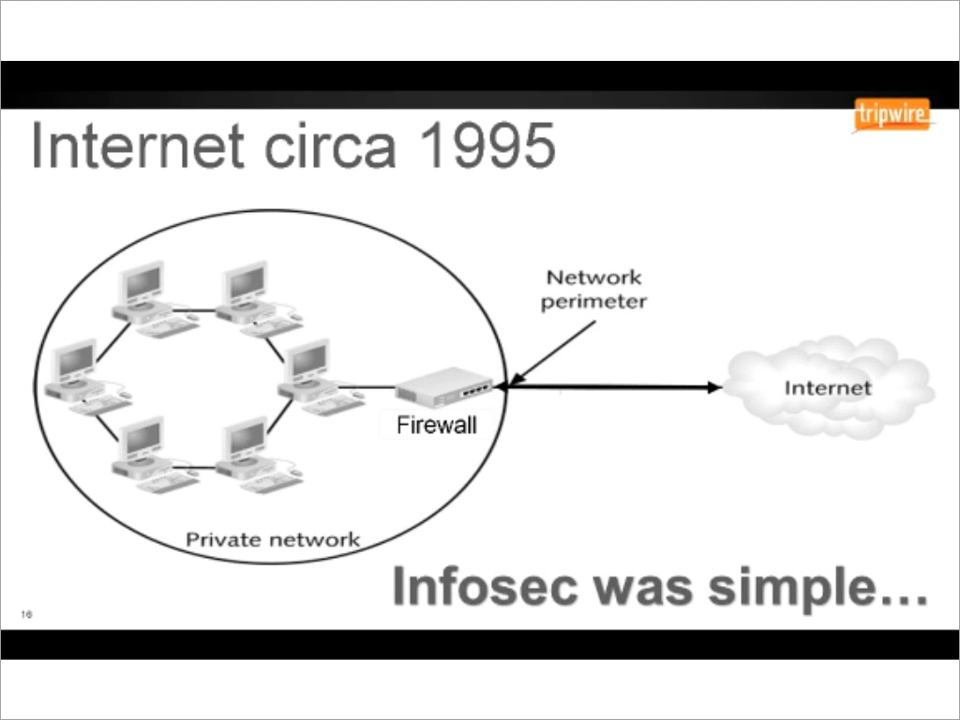 tripwire
Internet circa 1995
Network
perimeter
Internet
Firewall
Private network
Infosec was simple…
16